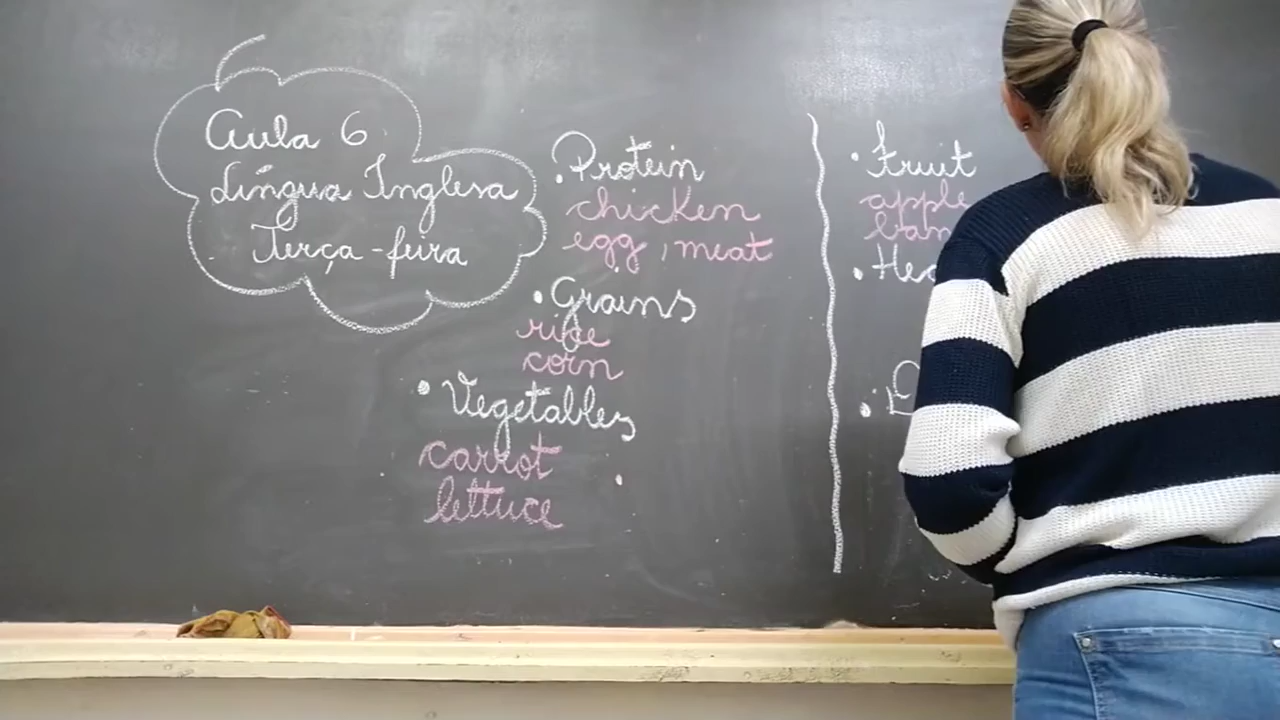 Aula 6
Língua Inglesa
Terça-feira
• Protein
chicken
egg, meat
• Grains
rice
corn
• Vegetables
carrot
lettuce
• Fruit
apple